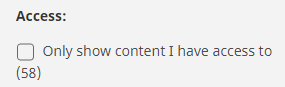 Access:
Only show content I have access to
(58)